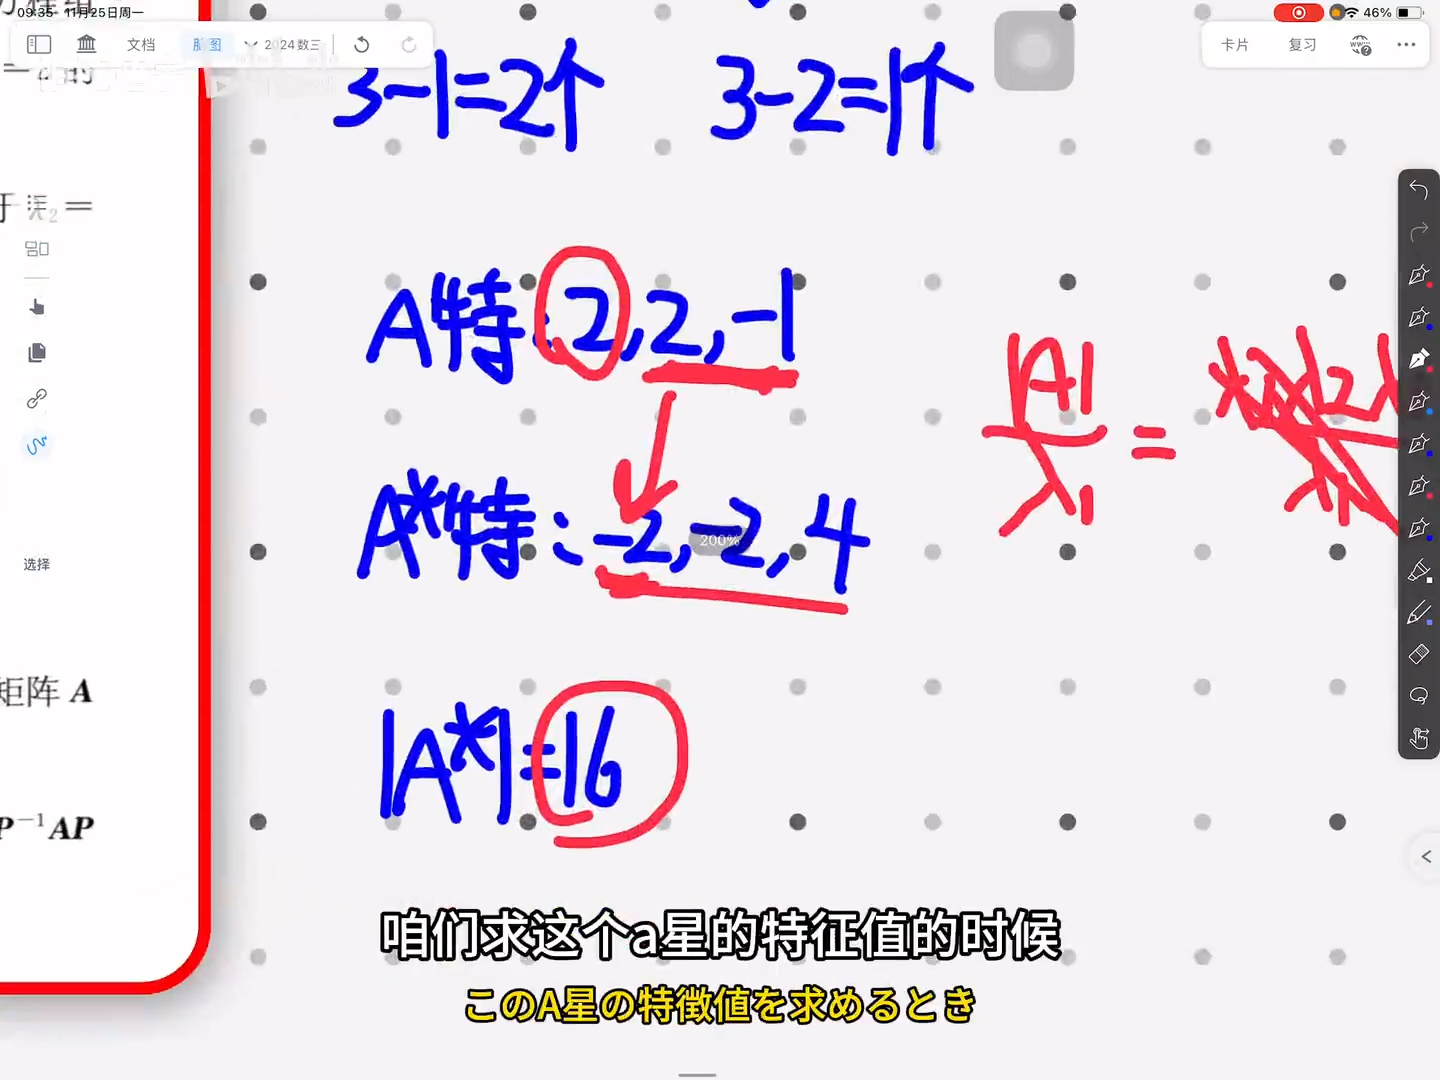 09:35 11月25日周一
46%
文档 脑图 2024数三
卡片 复习
3-1=2个 3-2=1个
=
A特:2,2,-1
|A|/λ₁ =
A*特:-2,-2,4
200%
选择
矩阵 A
|A*|=16
P⁻¹AP
咱们求这个a星的特征值的时候
このA星の特徴値を求めるとき